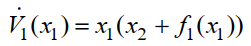 V̇₁(x₁) = x₁(x₂ + f₁(x₁))